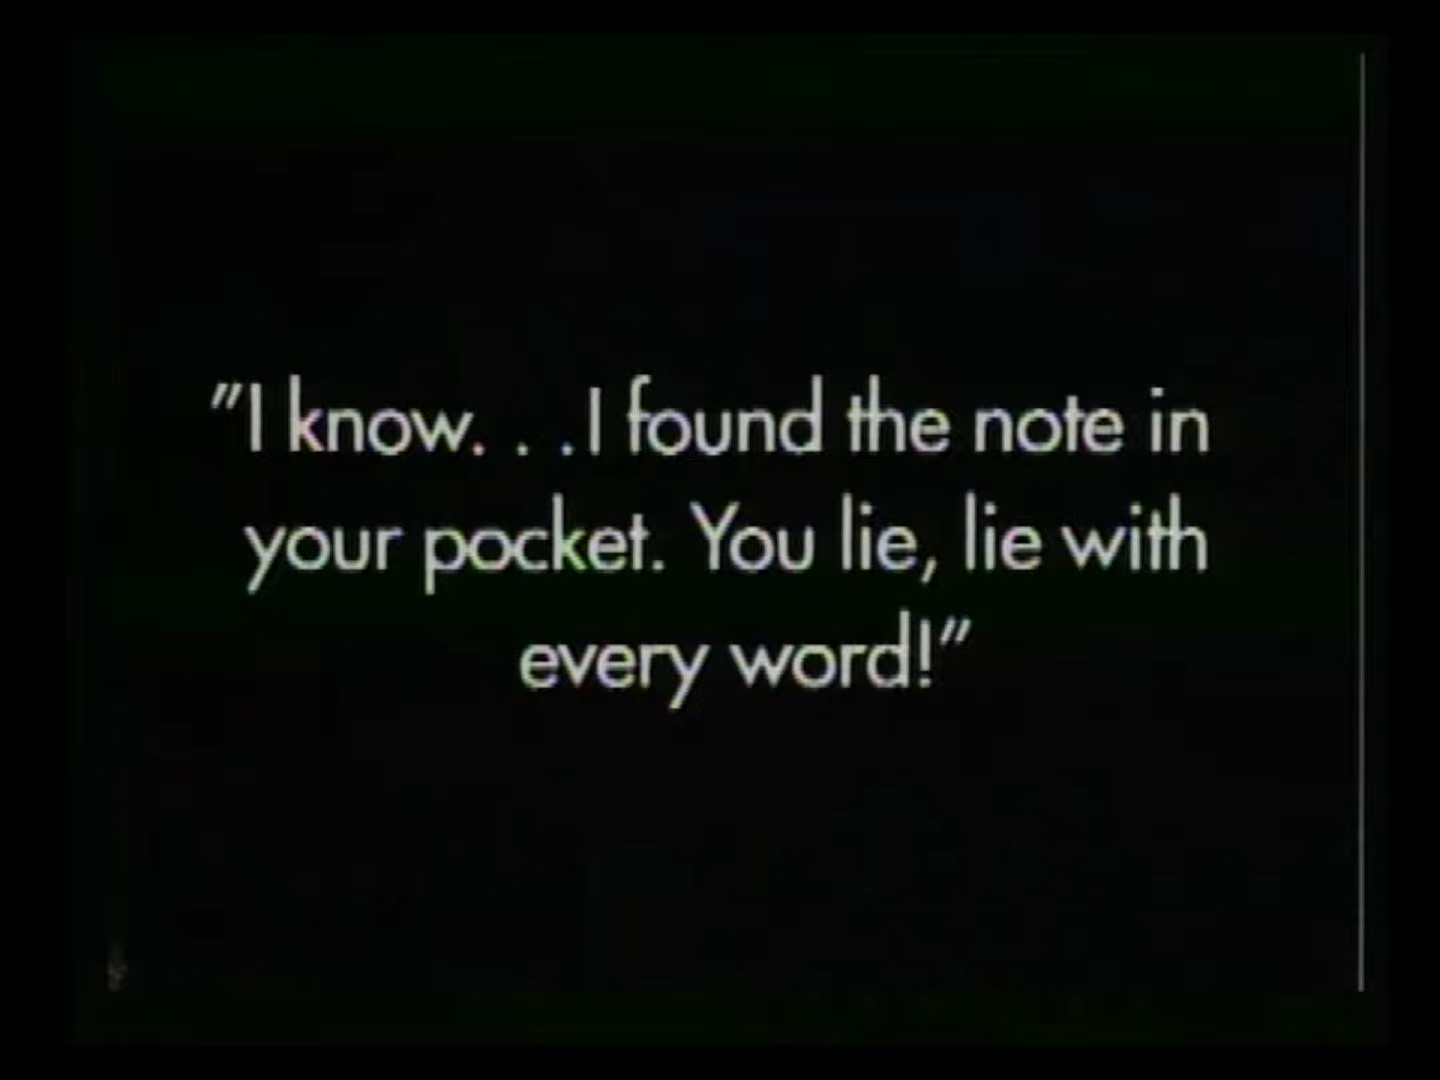 "I know. . .I found the note in
your pocket. You lie, lie with
every word!"